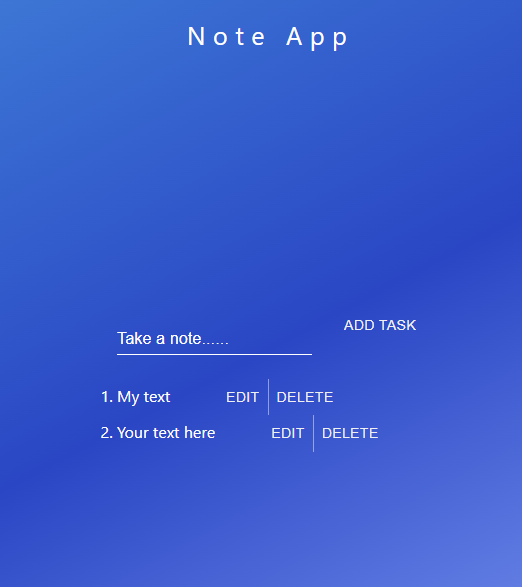 Note App
ADD TASK
Take a note......
1. My text EDIT DELETE
2. Your text here EDIT DELETE